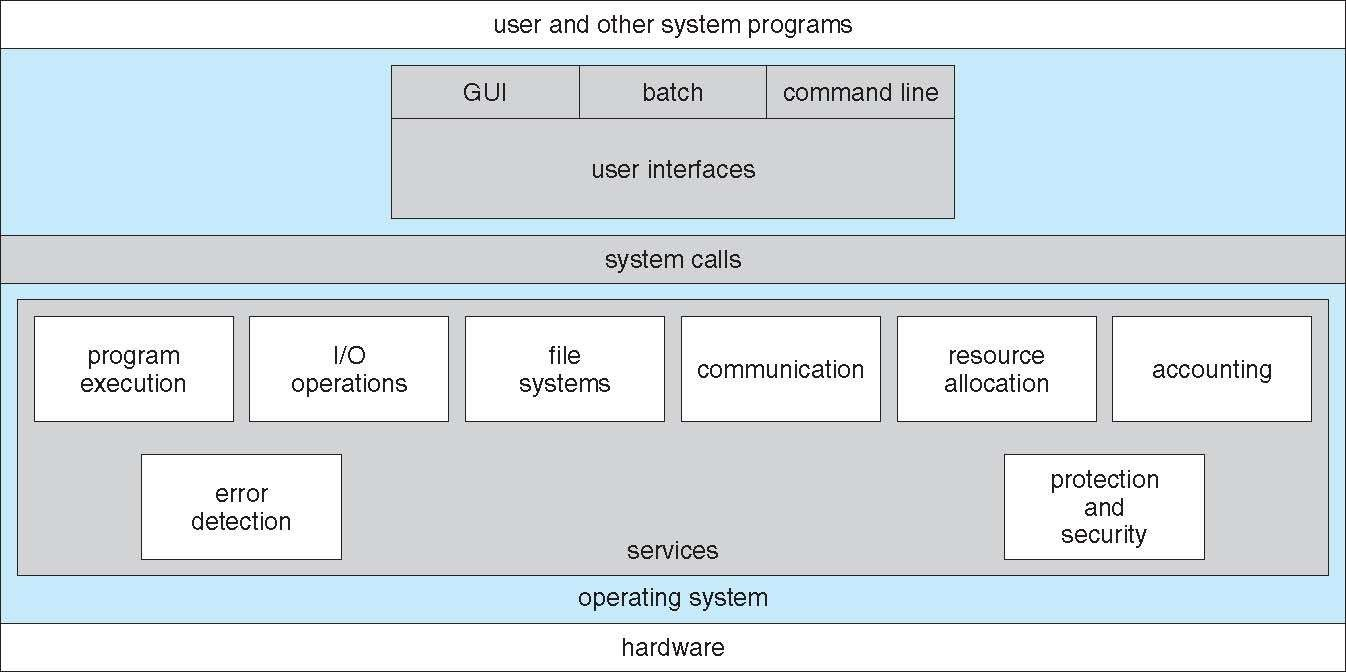 user and other system programs
GUI
batch
command line
user interfaces
system calls
program
execution
I/O
operations
file
systems
communication
resource
allocation
accounting
error
detection
protection
and
security
services
operating system
hardware